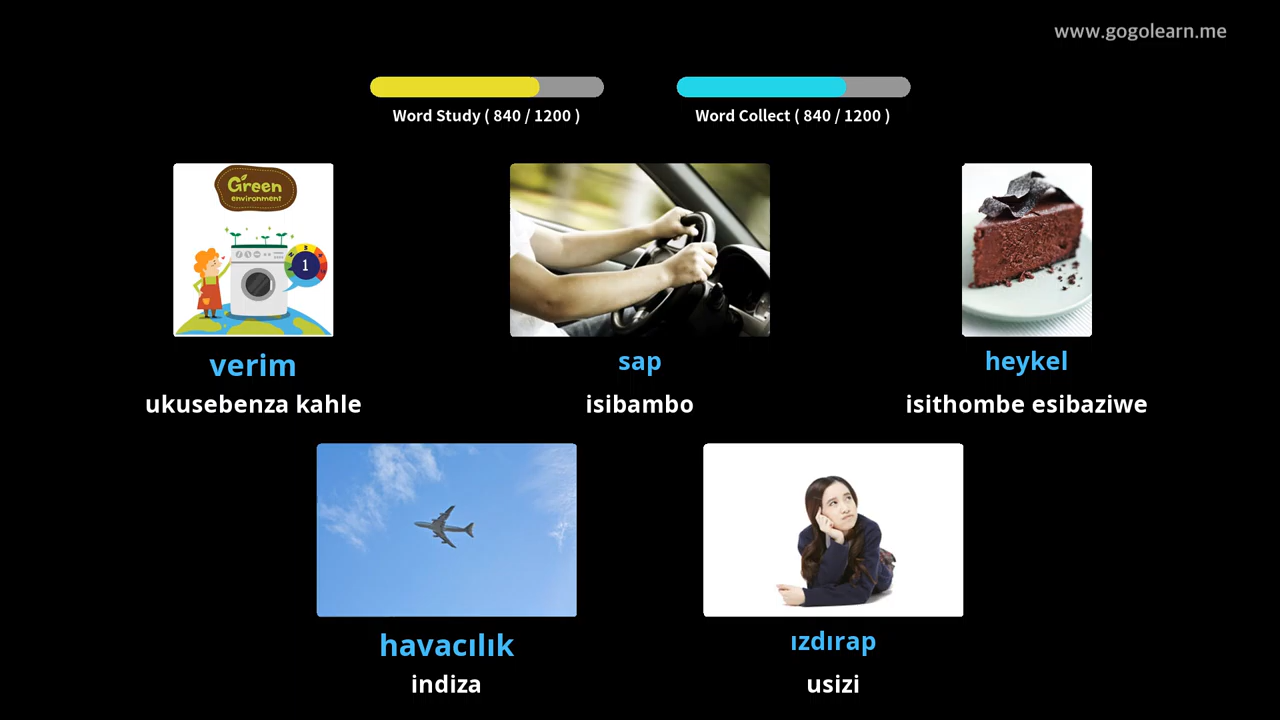 www.gogolearn.me
Word Study ( 840 / 1200 )
Word Collect ( 840 / 1200 )
Green
environment
1
verim
ukusebenza kahle
sap
isibambo
heykel
isithombe esibaziwe
havacılık
indiza
ızdırap
usizi